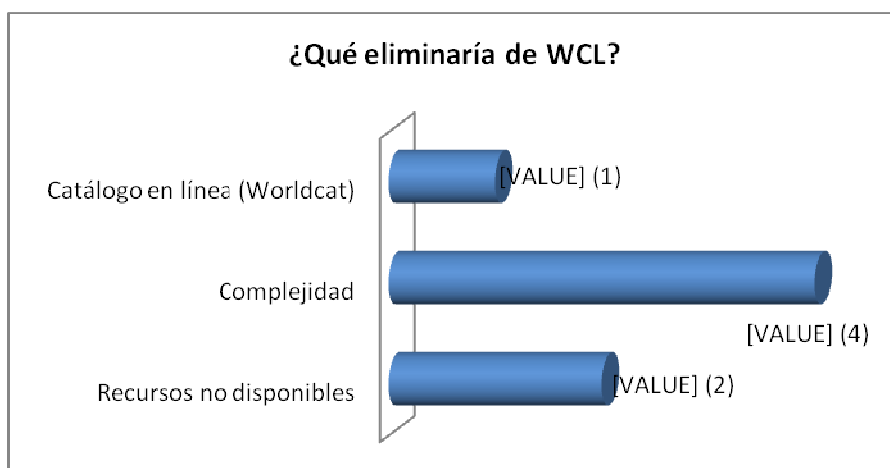 ¿Qué eliminaría de WCL?
Catálogo en línea (Worldcat)
[VALUE] (1)
Complejidad
[VALUE] (4)
Recursos no disponibles
[VALUE] (2)